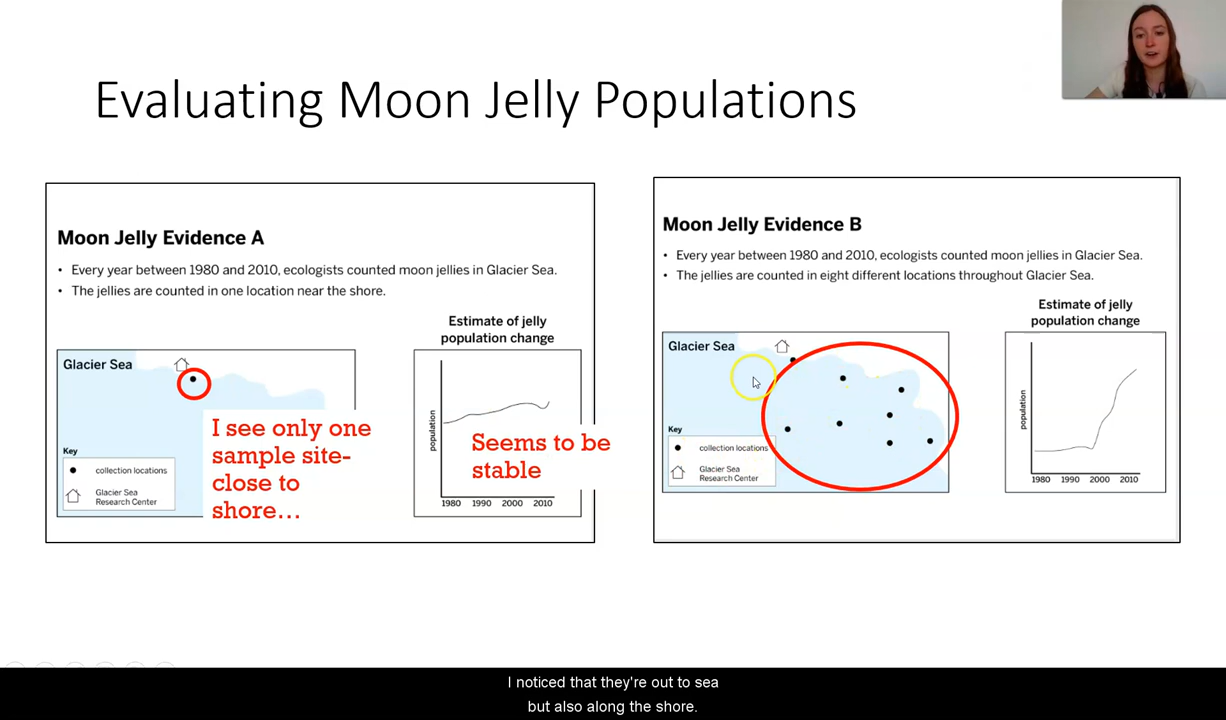 Evaluating Moon Jelly Populations
Moon Jelly Evidence A
• Every year between 1980 and 2010, ecologists counted moon jellies in Glacier Sea.
• The jellies are counted in one location near the shore.
Estimate of jelly
population change
Glacier Sea
Key
collection locations
Glacier Sea
Research Center
I see only one
sample site-
close to
shore…
population
Seems to be
stable
1980 1990 2000 2010
Moon Jelly Evidence B
• Every year between 1980 and 2010, ecologists counted moon jellies in Glacier Sea.
• The jellies are counted in eight different locations throughout Glacier Sea.
Estimate of jelly
population change
Glacier Sea
Key
collection locations
Glacier Sea
Research Center
population
1980 1990 2000 2010
I noticed that they're out to sea
but also along the shore.